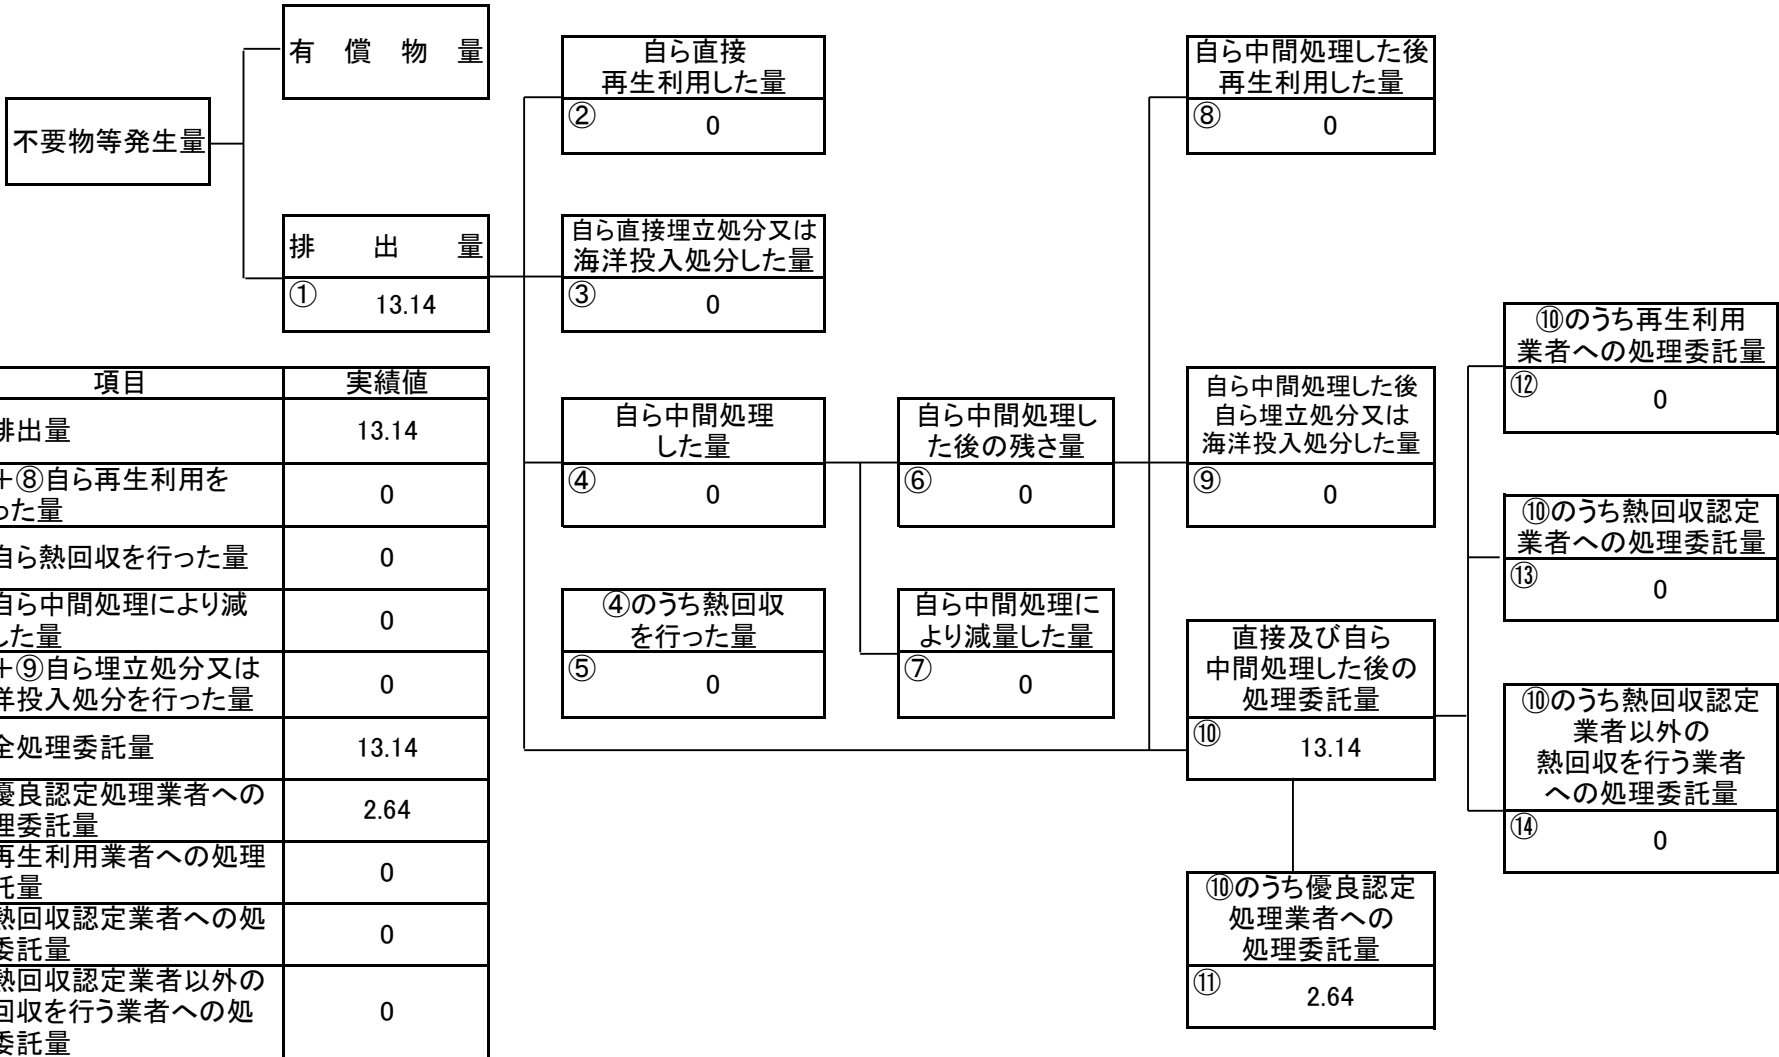 有償物量
不要物等発生量
排出量
① 13.14
自ら直接
再生利用した量
② 0
自ら直接埋立処分又は
海洋投入処分した量
③ 0
自ら中間処理
した量
④ 0
④のうち熱回収
を行った量
⑤ 0
自ら中間処理し
た後の残さ量
⑥ 0
自ら中間処理に
より減量した量
⑦ 0
自ら中間処理した後
再生利用した量
⑧ 0
自ら中間処理した後
自ら埋立処分又は
海洋投入処分した量
⑨ 0
直接及び自ら
中間処理した後の
処理委託量
⑩ 13.14
⑩のうち優良認定
処理業者への
処理委託量
⑪ 2.64
⑩のうち再生利用
業者への処理委託量
⑫ 0
⑩のうち熱回収認定
業者への処理委託量
⑬ 0
⑩のうち熱回収認定
業者以外の
熱回収を行う業者
への処理委託量
⑭ 0
項目 実績値
排出量 13.14
+⑧自ら再生利用を
った量 0
自ら熱回収を行った量 0
自ら中間処理により減
した量 0
+⑨自ら埋立処分又は
洋投入処分を行った量 0
全処理委託量 13.14
優良認定処理業者への
理委託量 2.64
再生利用業者への処理
託量 0
熱回収認定業者への処
委託量 0
熱回収認定業者以外の
回収を行う業者への処
委託量 0